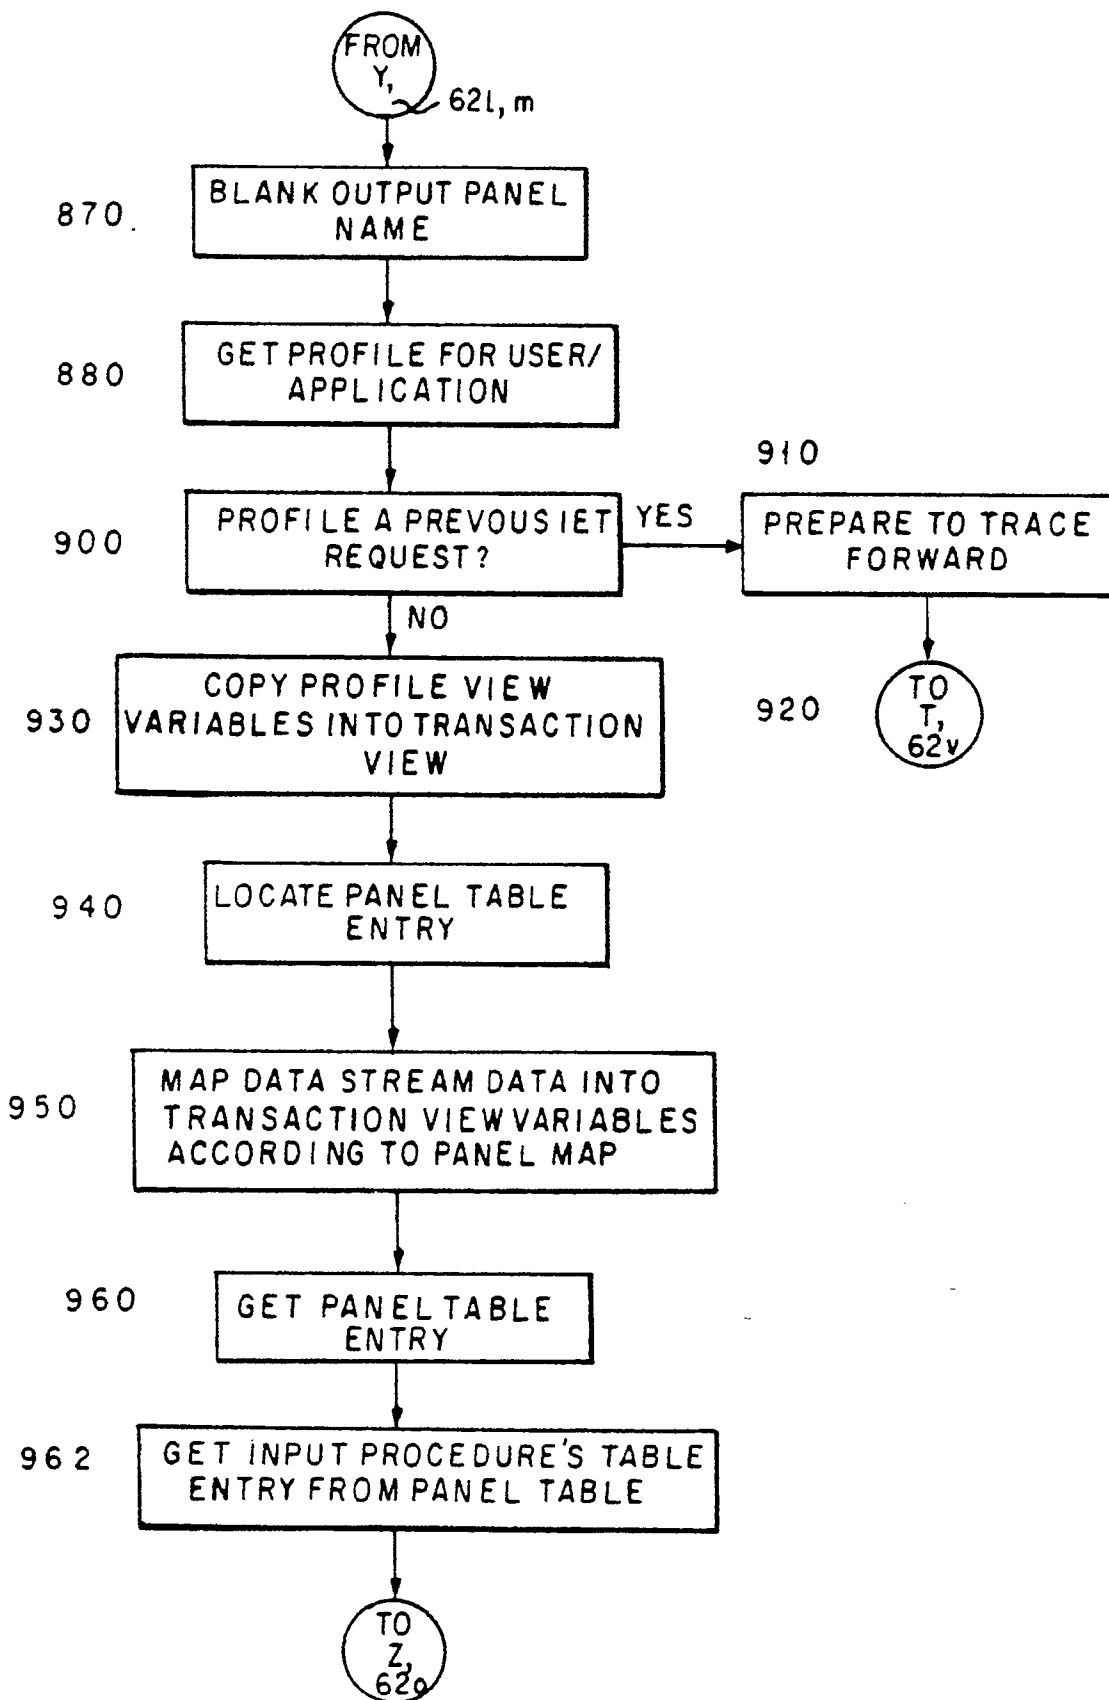 FROM
Y,
62l, m
870.
BLANK OUTPUT PANEL
NAME
880
GET PROFILE FOR USER/
APPLICATION
910
900
PROFILE A PREVOUS IET
REQUEST?
YES
PREPARE TO TRACE
FORWARD
NO
930
COPY PROFILE VIEW
VARIABLES INTO TRANSACTION
VIEW
920
TO
T,
62v
940
LOCATE PANEL TABLE
ENTRY
950
MAP DATA STREAM DATA INTO
TRANSACTION VIEW VARIABLES
ACCORDING TO PANEL MAP
960
GET PANEL TABLE
ENTRY
962
GET INPUT PROCEDURE'S TABLE
ENTRY FROM PANEL TABLE
TO
Z,
62o